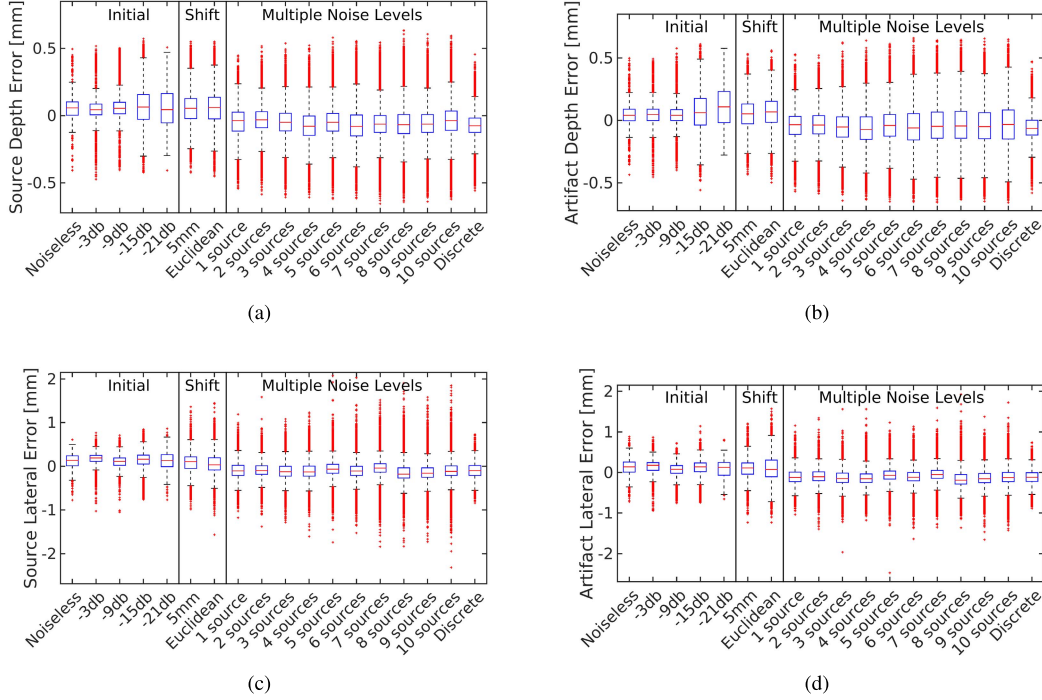 Initial Shift Multiple Noise Levels
Source Depth Error [mm]
0.5
0
-0.5
Noiseless
-3db
-9db
-15db
-21db
5mm
Euclidean
1 source
2 sources
3 sources
4 sources
5 sources
6 sources
7 sources
8 sources
9 sources
10 sources
Discrete
(a)
Initial Shift Multiple Noise Levels
Artifact Depth Error [mm]
0.5
0
-0.5
Noiseless
-3db
-9db
-15db
-21db
5mm
Euclidean
1 source
2 sources
3 sources
4 sources
5 sources
6 sources
7 sources
8 sources
9 sources
10 sources
Discrete
(b)
Initial Shift Multiple Noise Levels
Source Lateral Error [mm]
2
1
0
-1
-2
Noiseless
-3db
-9db
-15db
-21db
5mm
Euclidean
1 source
2 sources
3 sources
4 sources
5 sources
6 sources
7 sources
8 sources
9 sources
10 sources
Discrete
(c)
Initial Shift Multiple Noise Levels
Artifact Lateral Error [mm]
2
1
0
-1
-2
Noiseless
-3db
-9db
-15db
-21db
5mm
Euclidean
1 source
2 sources
3 sources
4 sources
5 sources
6 sources
7 sources
8 sources
9 sources
10 sources
Discrete
(d)